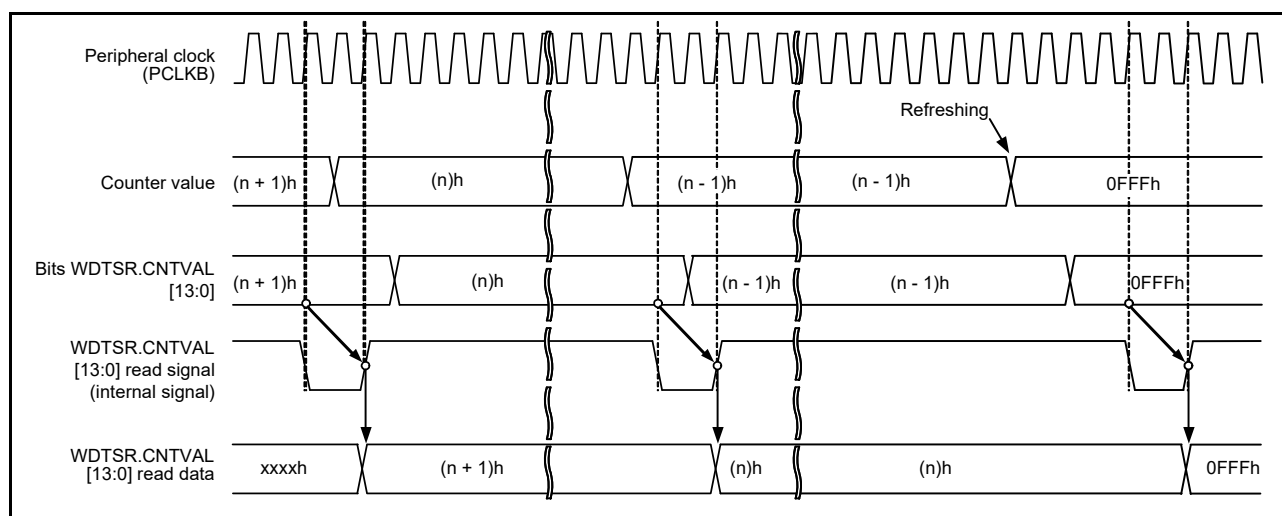 Peripheral clock
(PCLKB)
Refreshing
Counter value
(n + 1)h
(n)h
(n - 1)h
(n - 1)h
0FFFh
Bits WDTSR.CNTVAL
[13:0]
(n + 1)h
(n)h
(n - 1)h
(n - 1)h
0FFFh
WDTSR.CNTVAL
[13:0] read signal
(internal signal)
WDTSR.CNTVAL
[13:0] read data
xxxxh
(n + 1)h
(n)h
(n)h
0FFFh